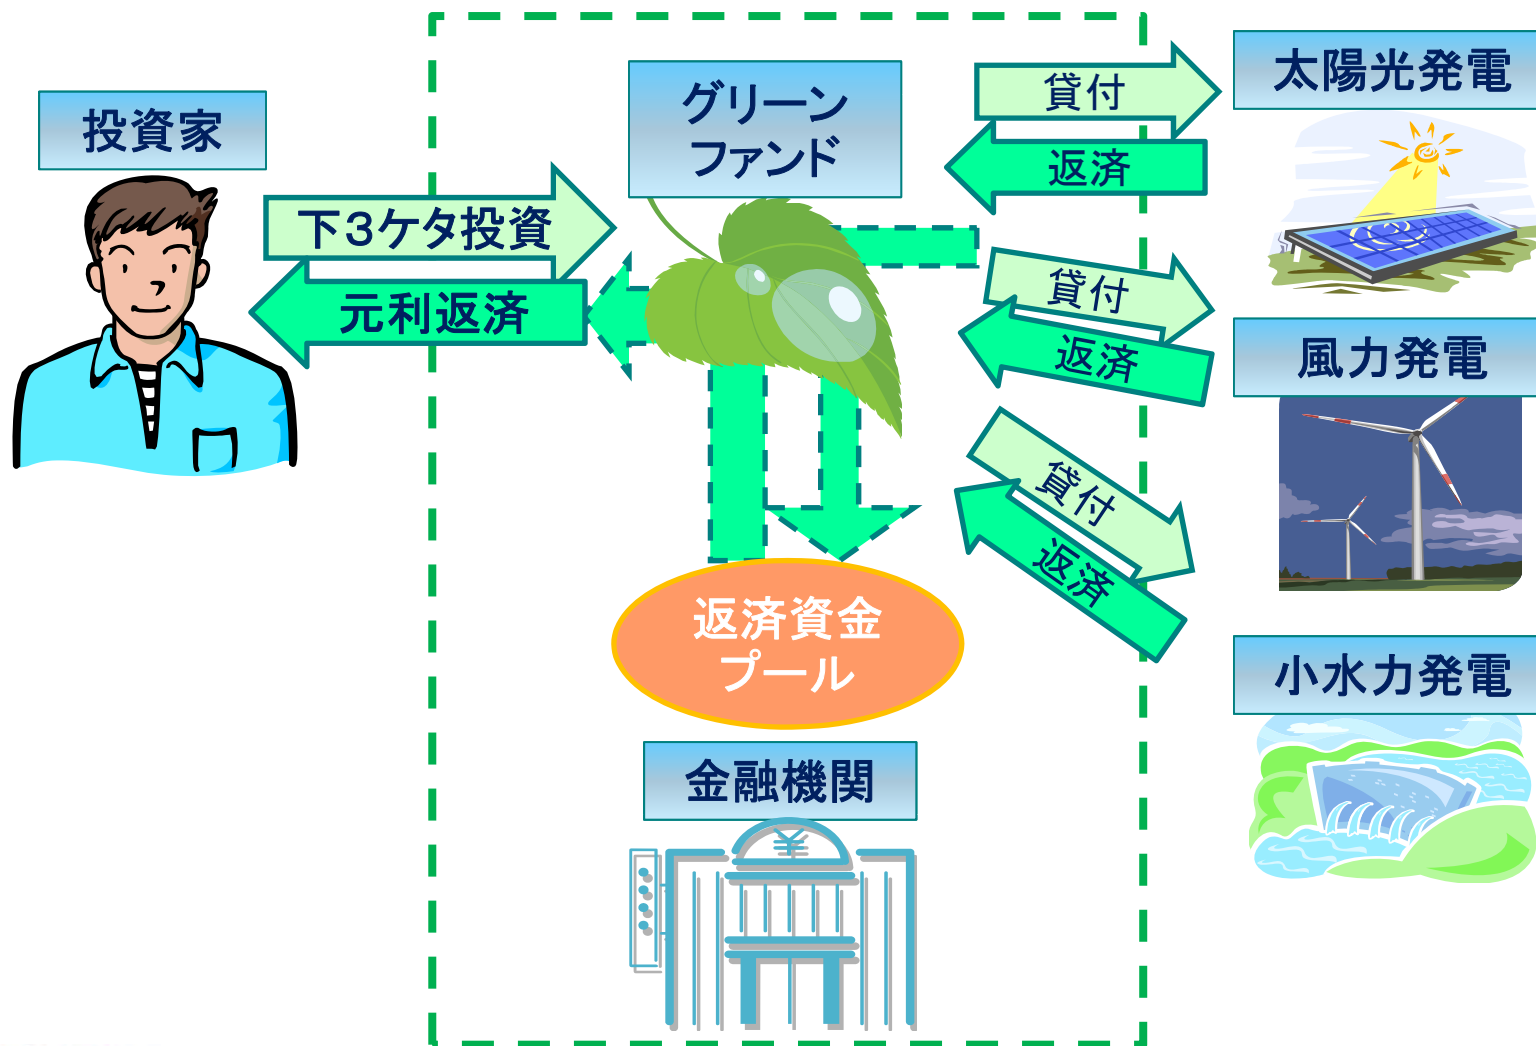 投資家
下3ケタ投資
元利返済
グリーン
ファンド
貸付
返済
貸付
返済
貸付
返済
太陽光発電
風力発電
小水力発電
返済資金
プール
金融機関
¥